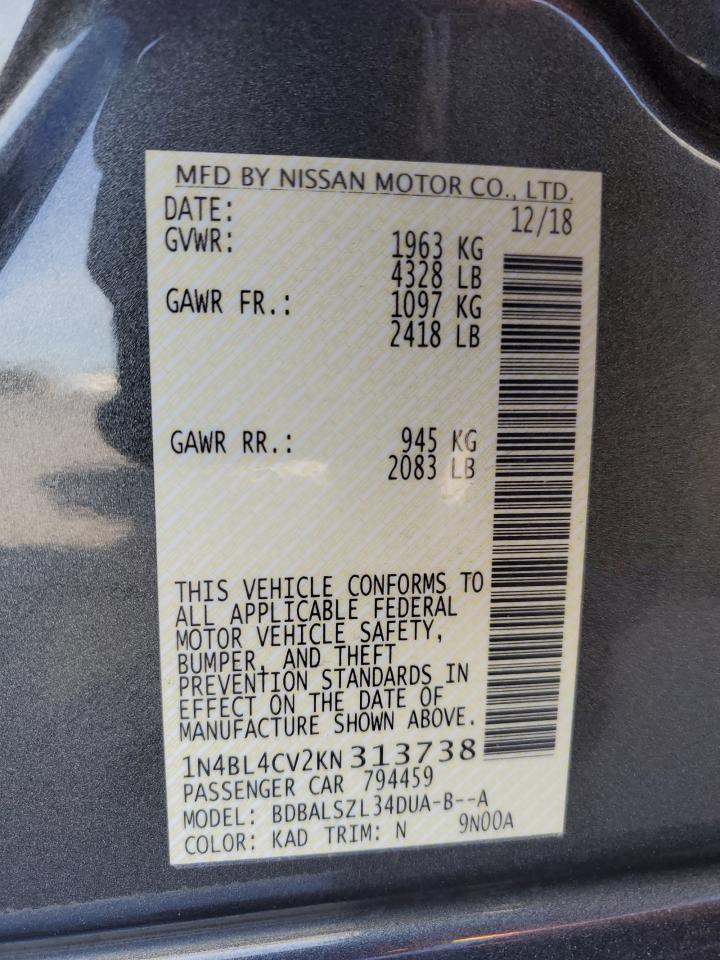 MFD BY NISSAN MOTOR CO., LTD.
DATE: 12/18
GVWR: 1963 KG
4328 LB
GAWR FR.: 1097 KG
2418 LB
GAWR RR.: 945 KG
2083 LB
THIS VEHICLE CONFORMS TO
ALL APPLICABLE FEDERAL
MOTOR VEHICLE SAFETY,
BUMPER, AND THEFT
PREVENTION STANDARDS IN
EFFECT ON THE DATE OF
MANUFACTURE SHOWN ABOVE.
1N4BL4CV2KN313738
PASSENGER CAR 794459
MODEL: BDBALSZL34DUA-B--A
COLOR: KAD TRIM: N 9N00A